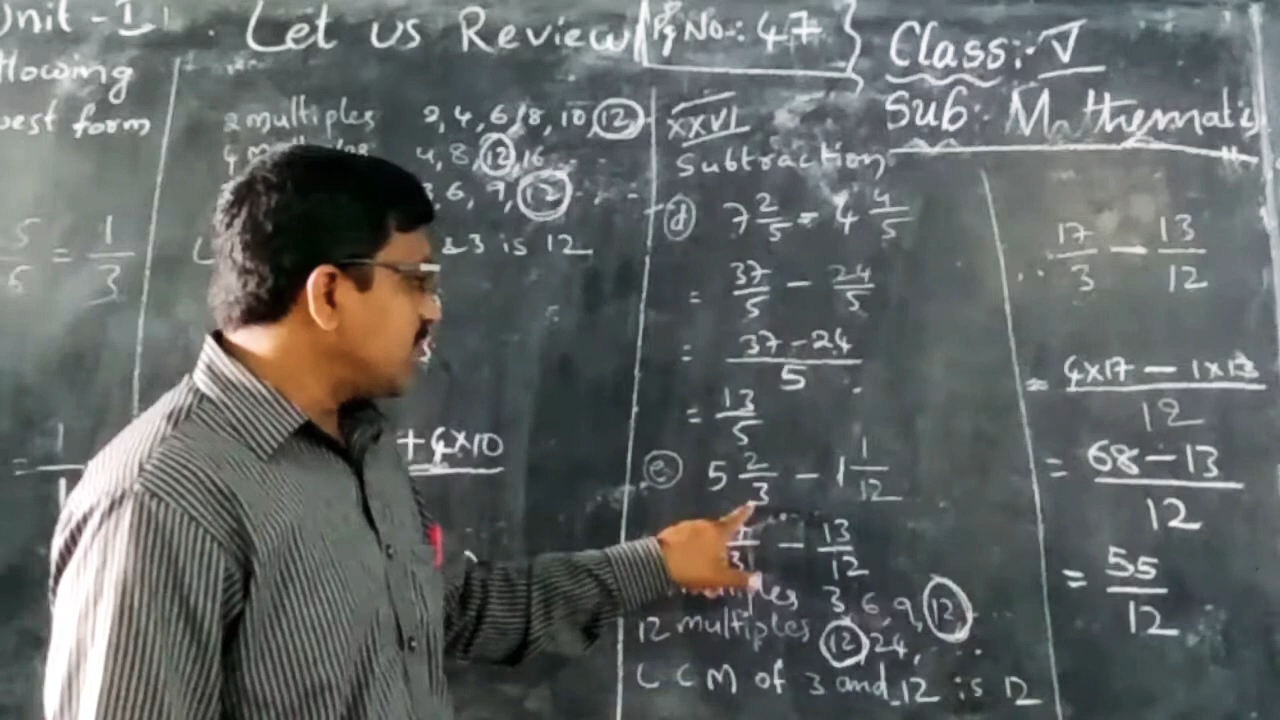 Unit - II. Let us Review Pg No.: 47
Class: V
Sub: Mathematics
llowing
west form
5/6 = 1/3
2 multiples 2, 4, 6, 8, 10, 12,
4, 8, 12, 16
3, 6, 9, 12
& 3 is 12
+ 4×10
XXVI
Subtraction
d 7 2/5 - 4 4/5
= 37/5 - 24/5
= 37-24/5
= 13/5
e 5 2/3 - 1 1/12
- 13/12
3, 6, 9, 12, ...
12 multiples 12, 24, ...
LCM of 3 and 12 is 12
17/3 - 13/12
= 4×17 - 1×13/12
= 68-13/12
= 55/12